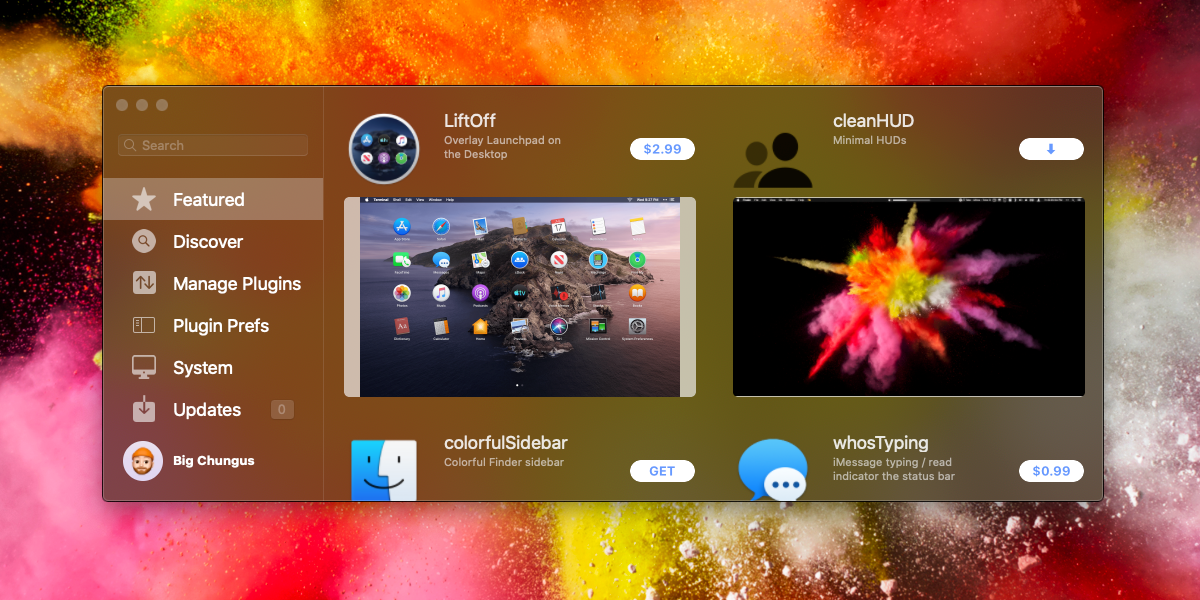 Search
Featured
Discover
Manage Plugins
Plugin Prefs
System
Updates
0
Big Chungus
LiftOff
Overlay Launchpad on
the Desktop
$2.99
cleanHUD
Minimal HUDs
colorfulSidebar
Colorful Finder sidebar
GET
whosTyping
iMessage typing / read
indicator the status bar
$0.99